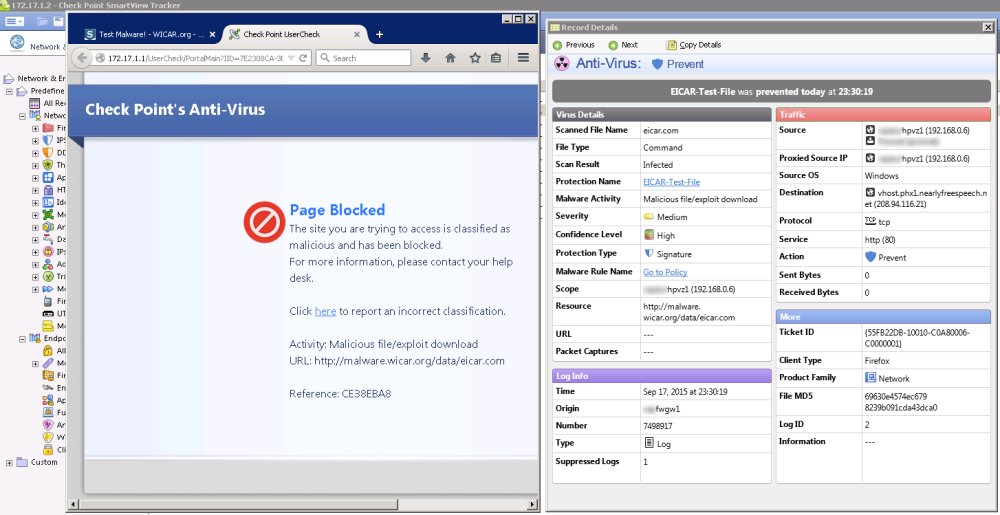 172.17.1.2 - Check Point SmartView Tracker
Network &
Network & En
Predefine
All Rec
Netwo
Fir
IPS
DD
Th
Ap
HT
Ide
Mo
An
Da
IPs
Ac
Tra
Mo
Fir
UT
Me
Endpo
All
M
Fir
En
Ap
Fu
An
W
Cli
Custom
Test Malware! - WICAR.org - ...
Check Point UserCheck
172.17.1.1/UserCheck/PortalMain?IID=7E2308CA-3E
Search
Check Point's Anti-Virus
Page Blocked
The site you are trying to access is classified as
malicious and has been blocked.
For more information, please contact your help
desk.
Click here to report an incorrect classification.
Activity: Malicious file/exploit download
URL: http://malware.wicar.org/data/eicar.com
Reference: CE38EBA8
Record Details
Previous Next Copy Details
Anti-Virus: Prevent
EICAR-Test-File was prevented today at 23:30:19
Virus Details
Scanned File Name eicar.com
File Type Command
Scan Result Infected
Protection Name EICAR-Test-File
Malware Activity Malicious file/exploit download
Severity Medium
Confidence Level High
Protection Type Signature
Malware Rule Name Go to Policy
Scope hpvz1 (192.168.0.6)
Resource http://malware.
wicar.org/data/eicar.com
URL ---
Packet Captures ---
Log Info
Time Sep 17, 2015 at 23:30:19
Origin fwgw1
Number 7498917
Type Log
Suppressed Logs 1
Traffic
Source hpvz1 (192.168.0.6)
Proxied Source IP hpvz1 (192.168.0.6)
Source OS Windows
Destination vhost.phx1.nearlyfreespeech.n
et (208.94.116.21)
Protocol TCP tcp
Service http (80)
Action Prevent
Sent Bytes 0
Received Bytes 0
More
Ticket ID {55FB22DB-10010-C0A80006-
C0000001}
Client Type Firefox
Product Family Network
File MD5 69630e4574ec679
8239b091cda43dca0
Log ID 2
Information ---